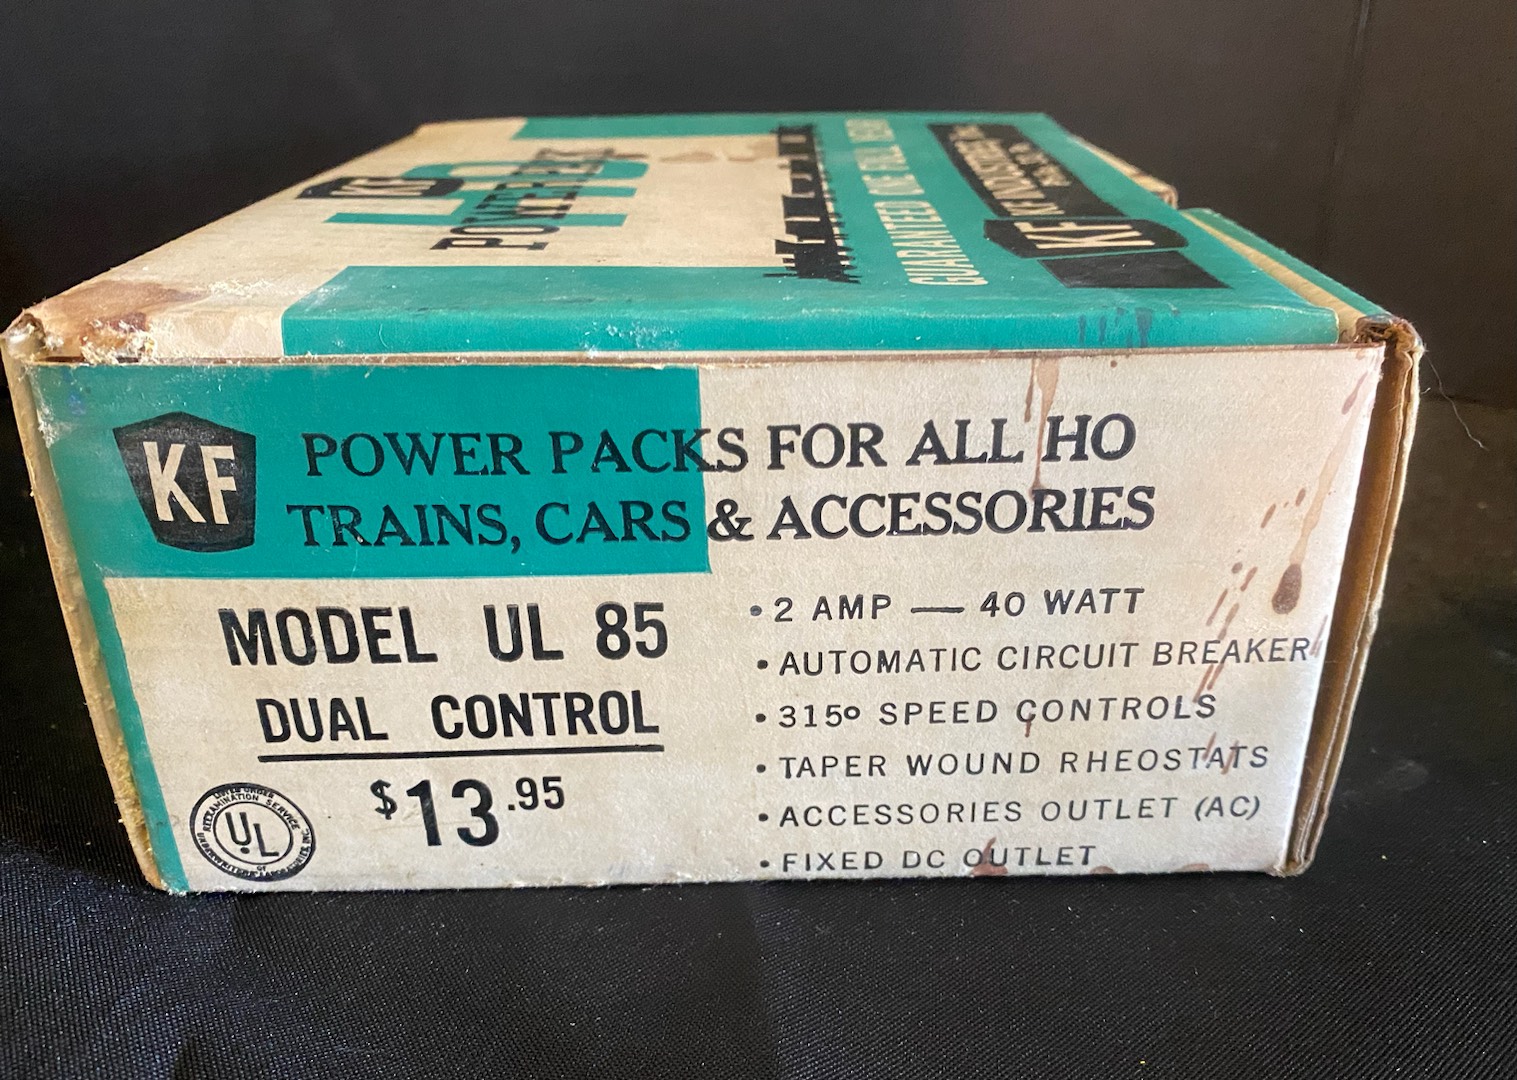 KF
HO
POWER PACK
GUARANTEED ONE FULL YEAR
KF
KF
POWER PACKS FOR ALL HO
TRAINS, CARS & ACCESSORIES
MODEL UL 85
DUAL CONTROL
$13.95
UL
• 2 AMP — 40 WATT
• AUTOMATIC CIRCUIT BREAKER
• 315º SPEED CONTROLS
• TAPER WOUND RHEOSTATS
• ACCESSORIES OUTLET (AC)
• FIXED DC OUTLET